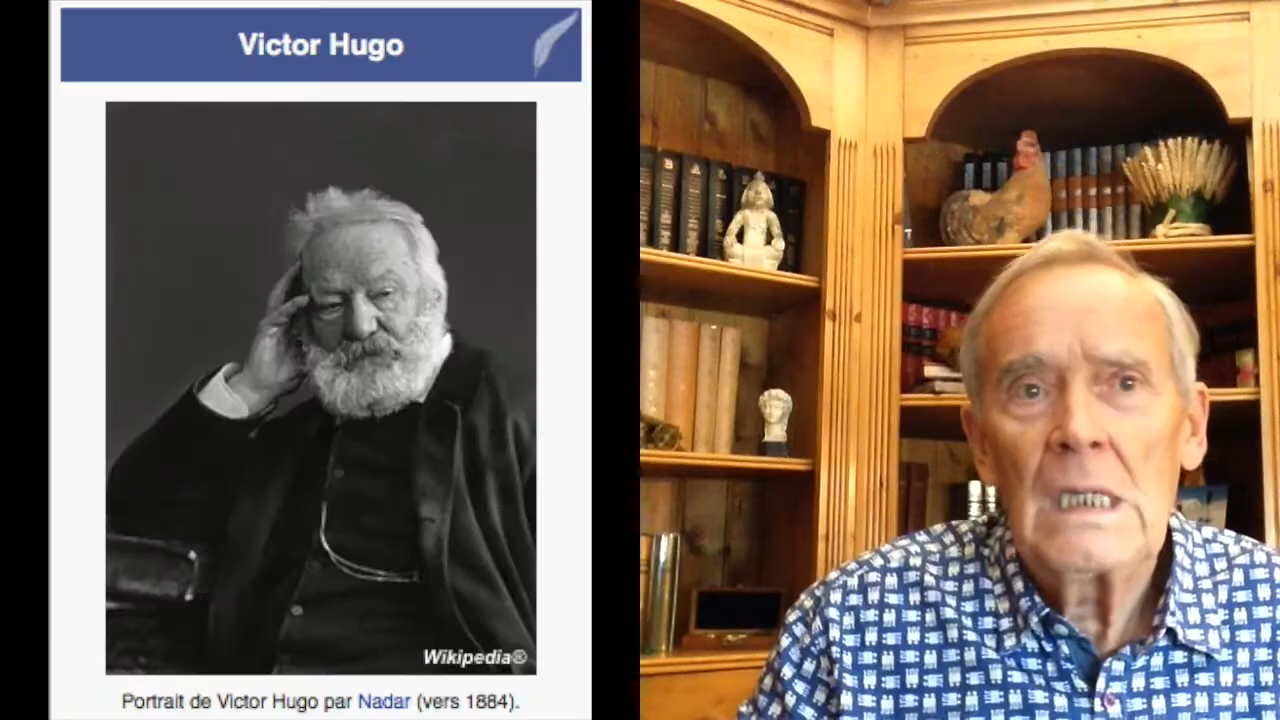 Victor Hugo
Wikipedia®
Portrait de Victor Hugo par Nadar (vers 1884).